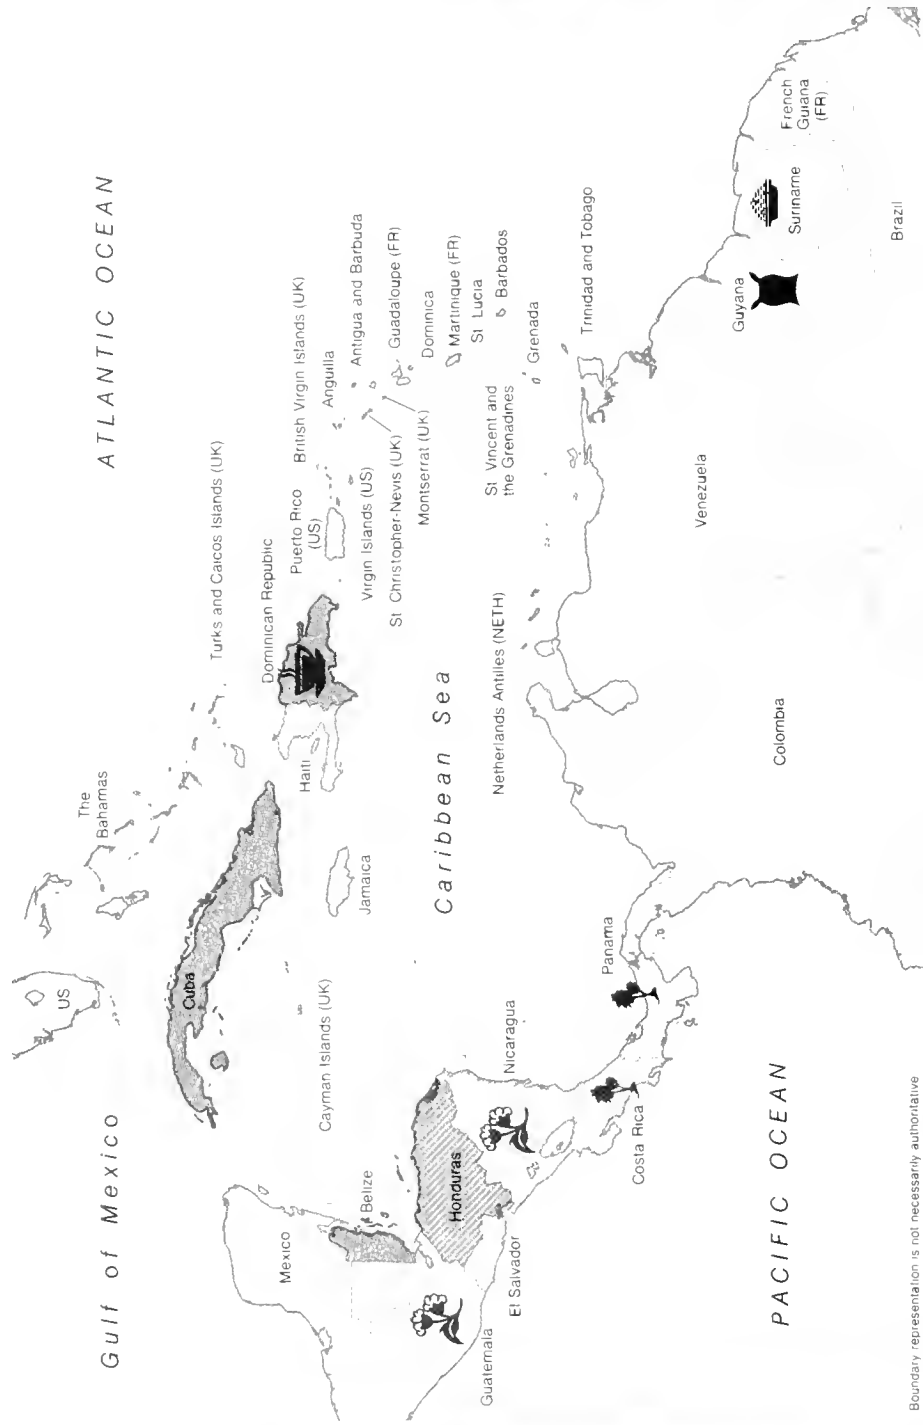 Gulf of Mexico
ATLANTIC OCEAN
US
The
Bahamas
Cuba
Turks and Caicos Islands (UK)
Mexico
Cayman Islands (UK)
Jamaica
Haiti
Dominican Republic
Puerto Rico
(US)
British Virgin Islands (UK)
Anguilla
Antigua and Barbuda
Virgin Islands (US)
St Christopher-Nevis (UK)
Montserrat (UK)
Guadaloupe (FR)
Dominica
Martinique (FR)
St Lucia
Barbados
St Vincent and
the Grenadines
Grenada
Belize
Caribbean Sea
Honduras
Guatemala
El Salvador
Nicaragua
Netherlands Antilles (NETH)
Trinidad and Tobago
Costa Rica
Panama
Venezuela
Guyana
Suriname
French
Guiana
(FR)
Colombia
Brazil
PACIFIC OCEAN
Boundary representation is not necessarily authoritative